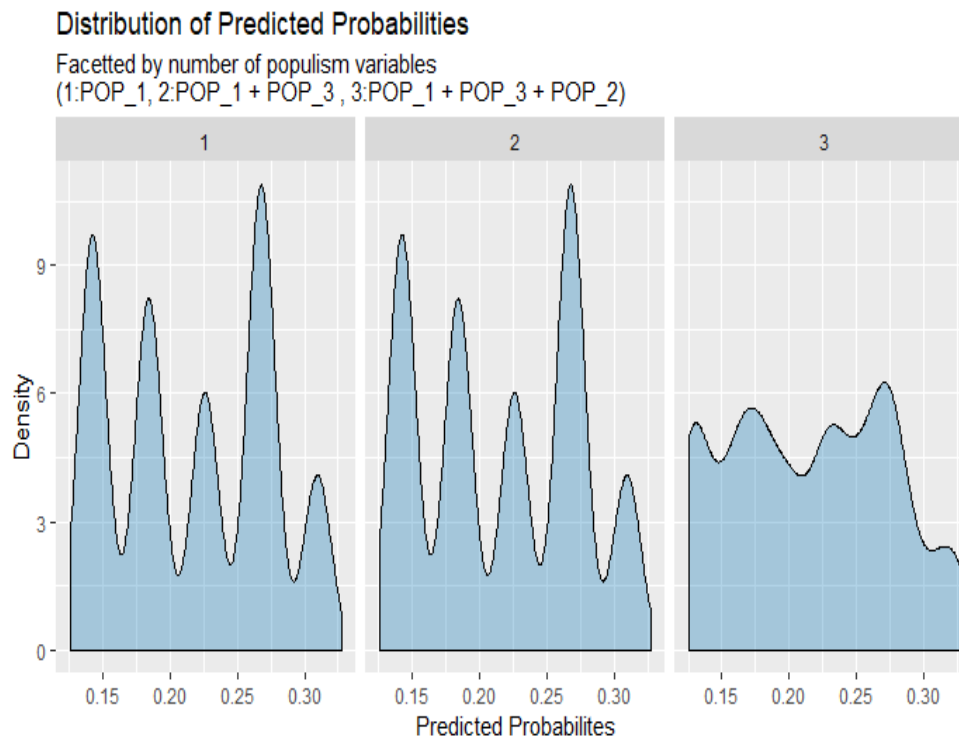 Distribution of Predicted Probabilities
Facetted by number of populism variables
(1:POP_1, 2:POP_1 + POP_3 , 3:POP_1 + POP_3 + POP_2)
1 2 3
Density
9
6
3
0
0.15 0.20 0.25 0.30 0.15 0.20 0.25 0.30 0.15 0.20 0.25 0.30
Predicted Probabilites